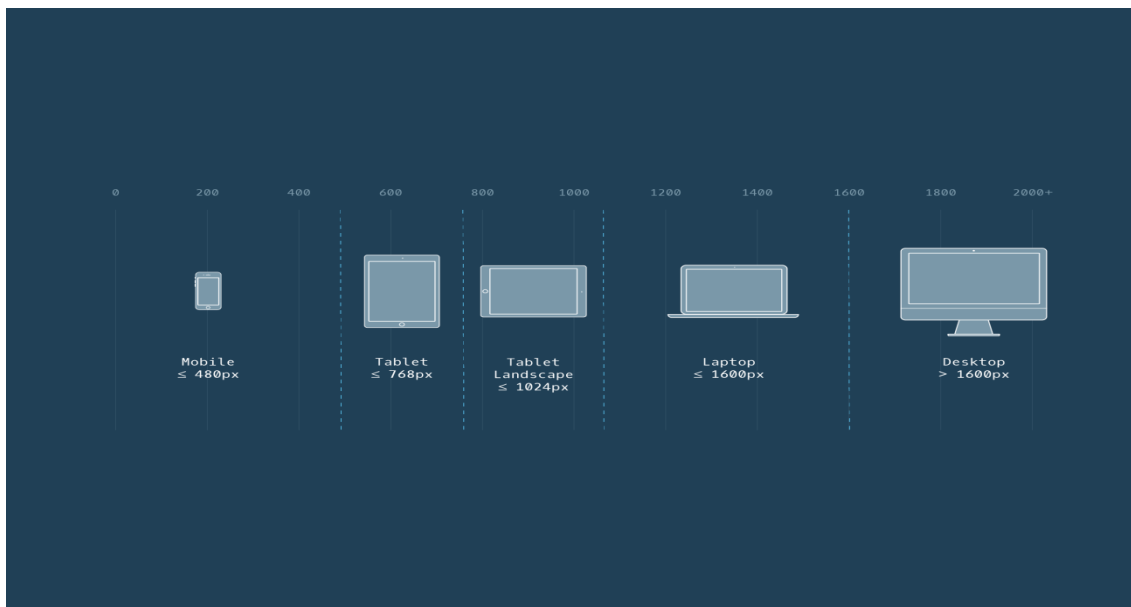 0 200 400 600 800 1000 1200 1400 1600 1800 2000+
Mobile
≤ 480px
Tablet
≤ 768px
Tablet
Landscape
≤ 1024px
Laptop
≤ 1600px
Desktop
> 1600px